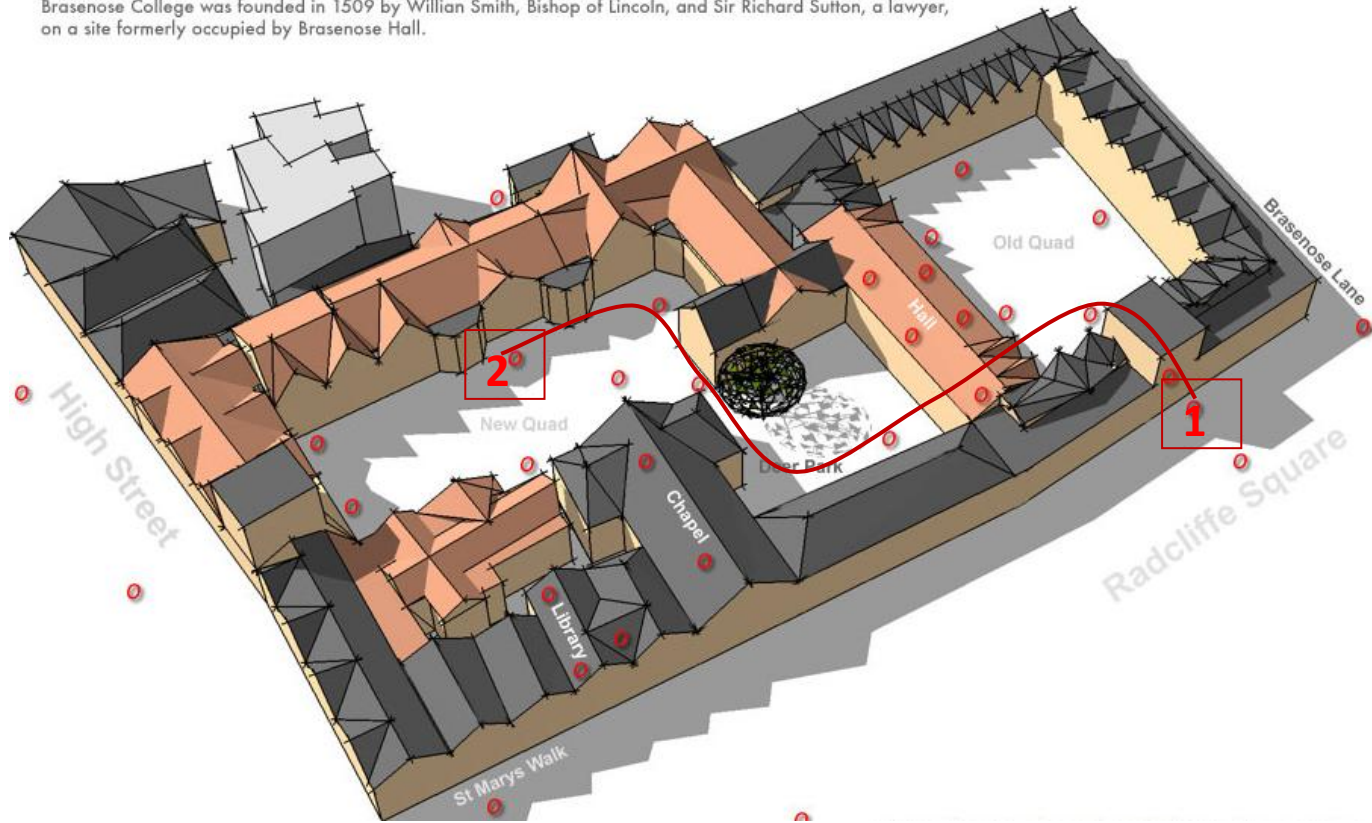 Brasenose College was founded in 1509 by Willian Smith, Bishop of Lincoln, and Sir Richard Sutton, a lawyer,
on a site formerly occupied by Brasenose Hall.
Brasenose Lane
Old Quad
Hall
2
1
High Street
New Quad
Deer Park
Radcliffe Square
Chapel
Library
St Marys Walk